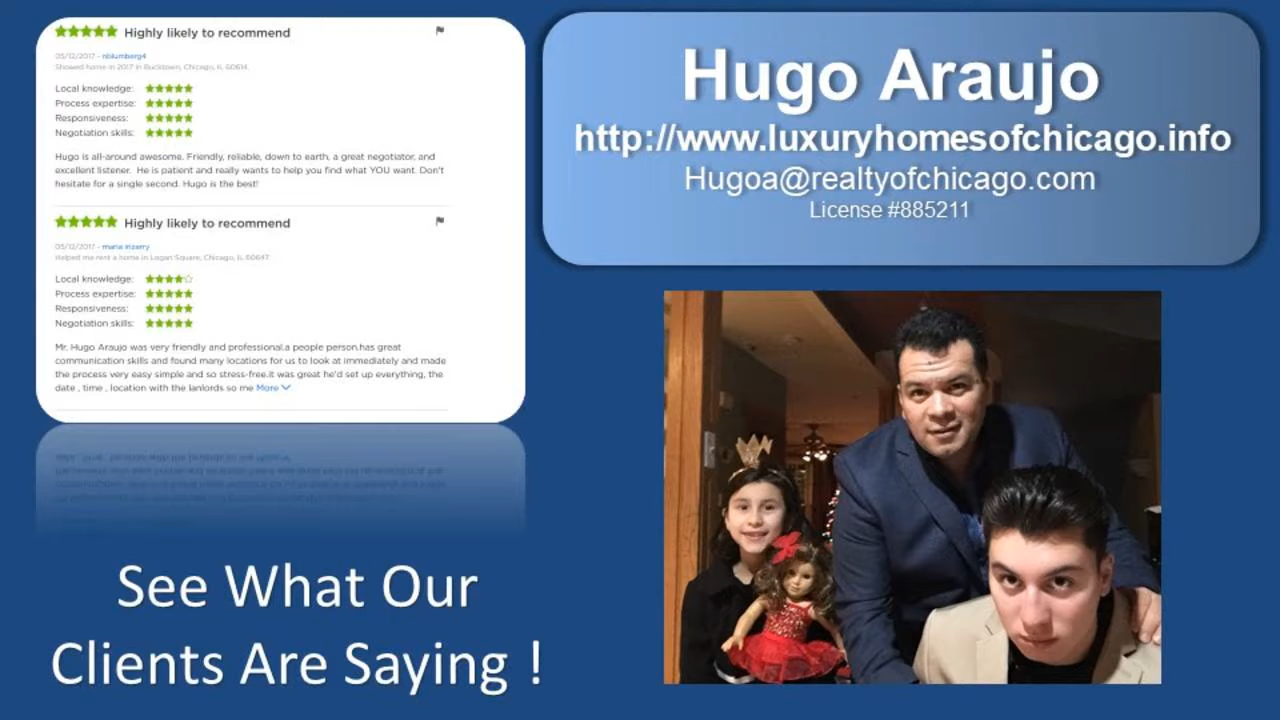 Highly likely to recommend
05/12/2017 - nblumberg4
Showed home in 2017 in Bucktown, Chicago, IL 60614.
Local knowledge:
Process expertise:
Responsiveness:
Negotiation skills:
Hugo is all-around awesome. Friendly, reliable, down to earth, a great negotiator, and
excellent listener. He is patient and really wants to help you find what YOU want. Don't
hesitate for a single second. Hugo is the best!
Highly likely to recommend
05/12/2017 - maria irizarry
Helped me rent a home in Logan Square, Chicago, IL 60647.
Local knowledge:
Process expertise:
Responsiveness:
Negotiation skills:
Mr. Hugo Araujo was very friendly and professional.a people person.has great
communication skills and found many locations for us to look at immediately and made
the process very easy simple and so stress-free.it was great he'd set up everything, the
date , time , location with the lanlords so me More
See What Our
Clients Are Saying !
Hugo Araujo
http://www.luxuryhomesofchicago.info
Hugoa@realtyofchicago.com
License #885211